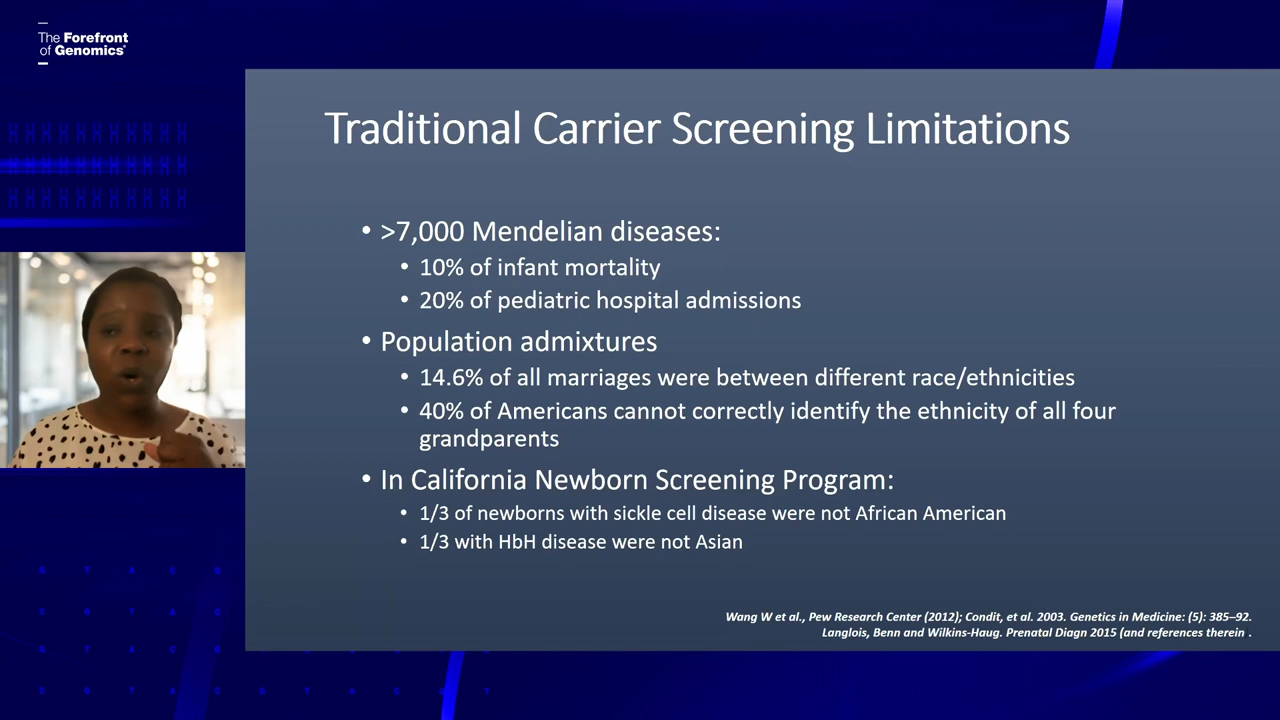 The Forefront
of Genomics®
Traditional Carrier Screening Limitations
• >7,000 Mendelian diseases:
• 10% of infant mortality
• 20% of pediatric hospital admissions
• Population admixtures
• 14.6% of all marriages were between different race/ethnicities
• 40% of Americans cannot correctly identify the ethnicity of all four
grandparents
• In California Newborn Screening Program:
• 1/3 of newborns with sickle cell disease were not African American
• 1/3 with HbH disease were not Asian
Wang W et al., Pew Research Center (2012); Condit, et al. 2003. Genetics in Medicine: (5): 385–92.
Langlois, Benn and Wilkins-Haug. Prenatal Diagn 2015 (and references therein .